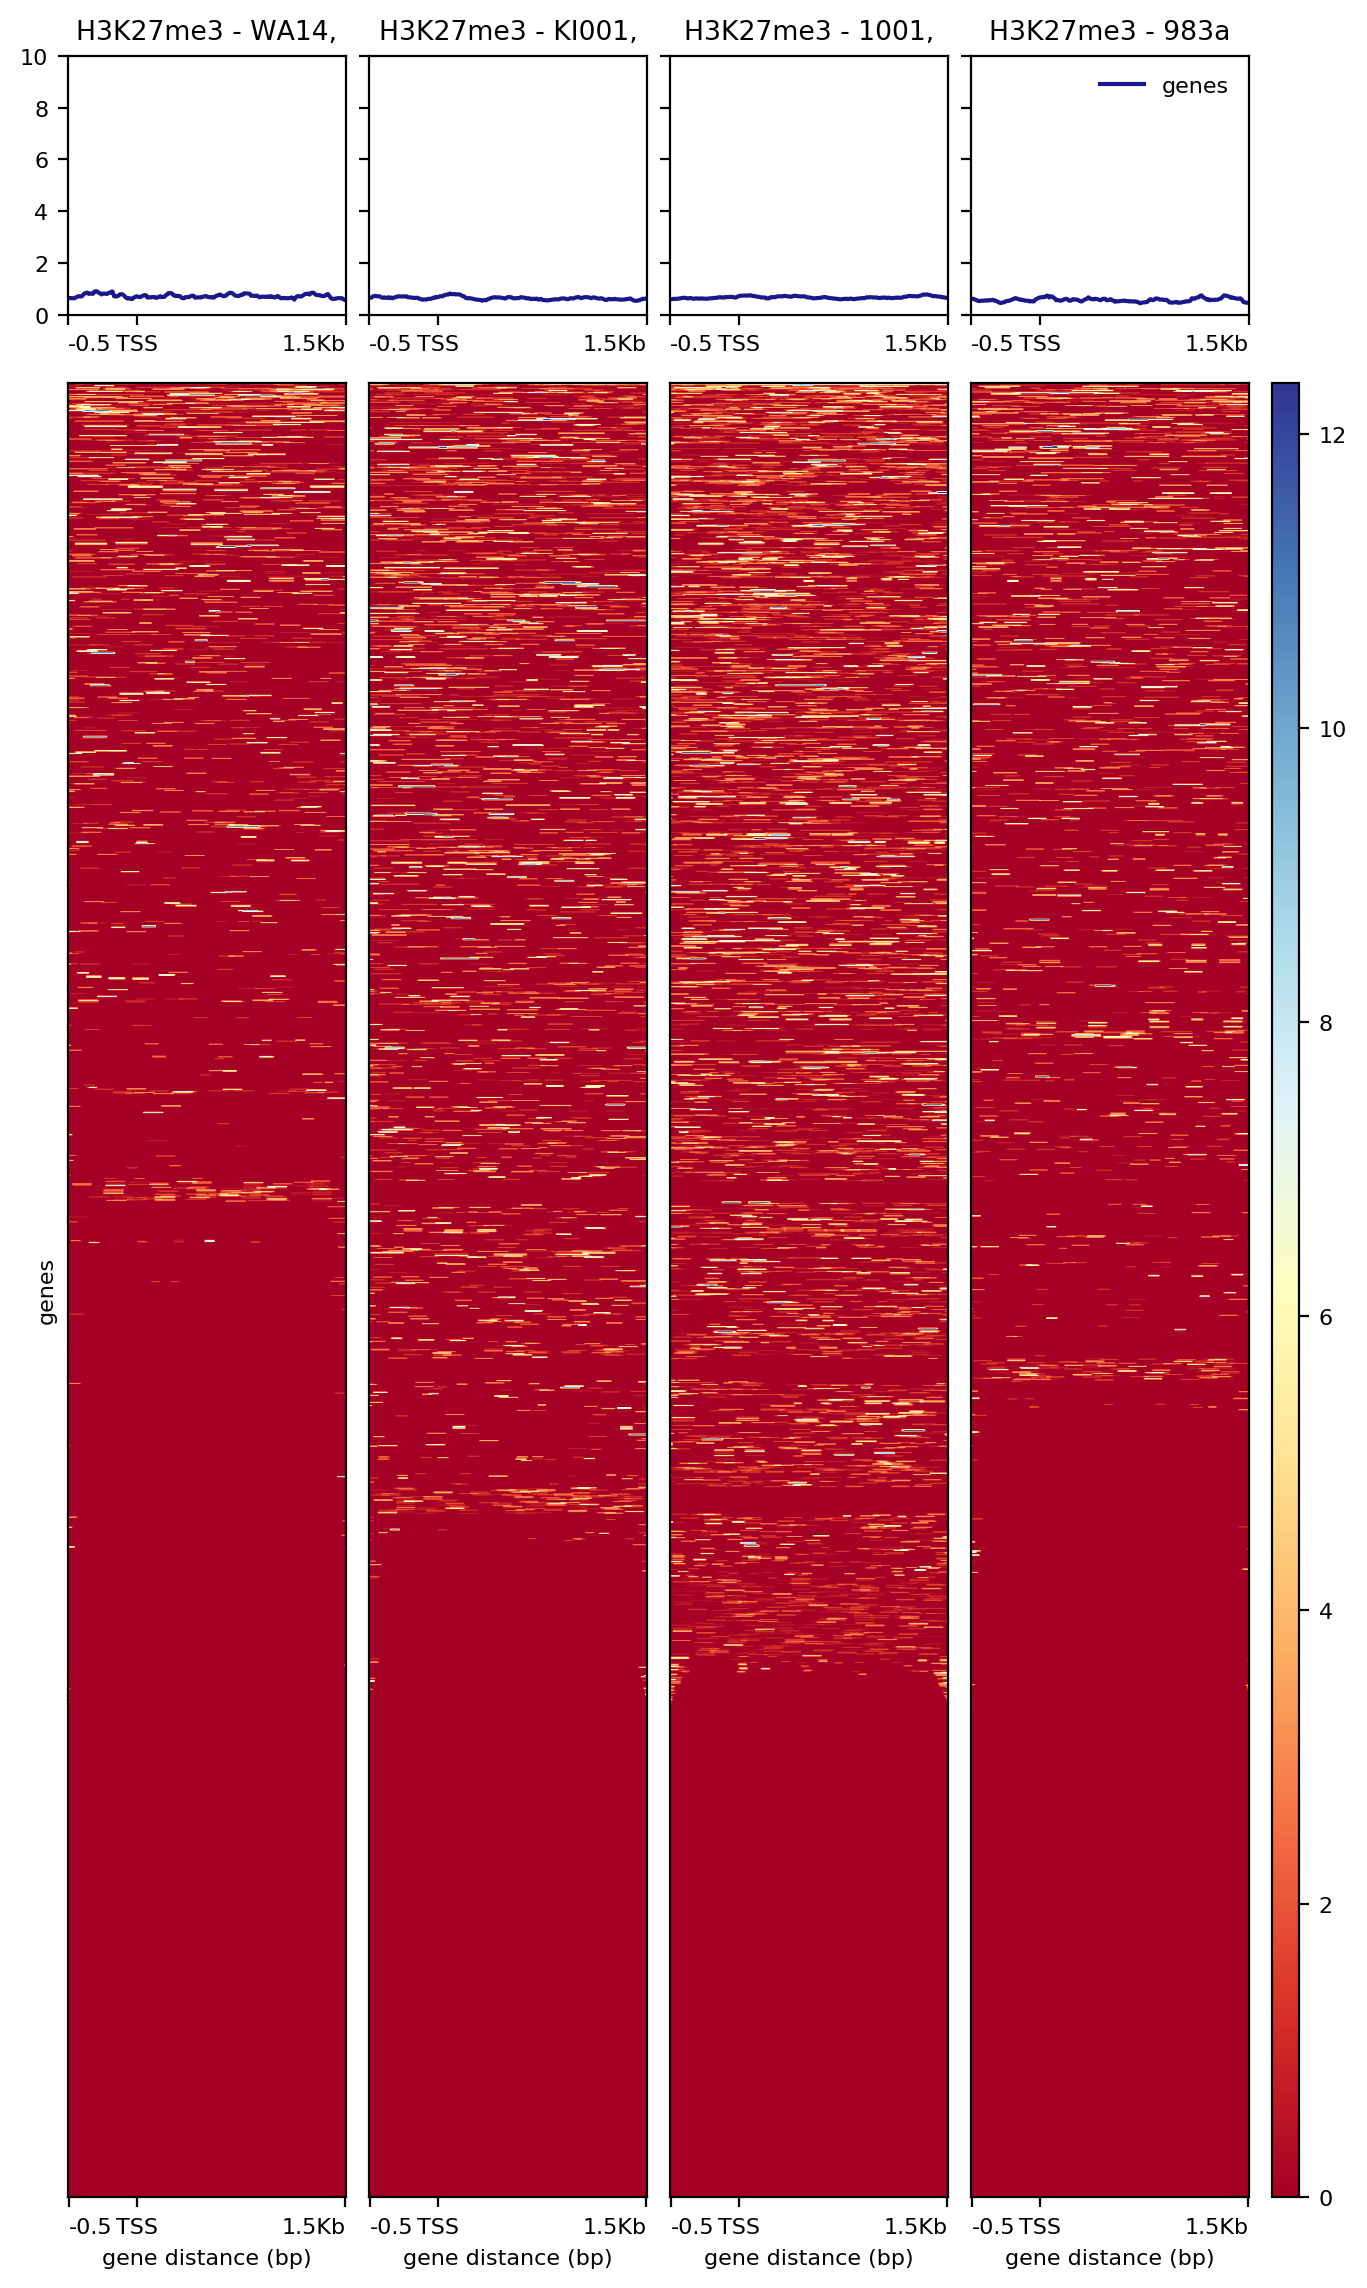 H3K27me3 - WA14, H3K27me3 - KI001, H3K27me3 - 1001, H3K27me3 - 983a
10
8
6
4
2
0
genes
-0.5 TSS 1.5Kb -0.5 TSS 1.5Kb -0.5 TSS 1.5Kb -0.5 TSS 1.5Kb
genes
12
10
8
6
4
2
0
-0.5 TSS 1.5Kb -0.5 TSS 1.5Kb -0.5 TSS 1.5Kb -0.5 TSS 1.5Kb
gene distance (bp) gene distance (bp) gene distance (bp) gene distance (bp)